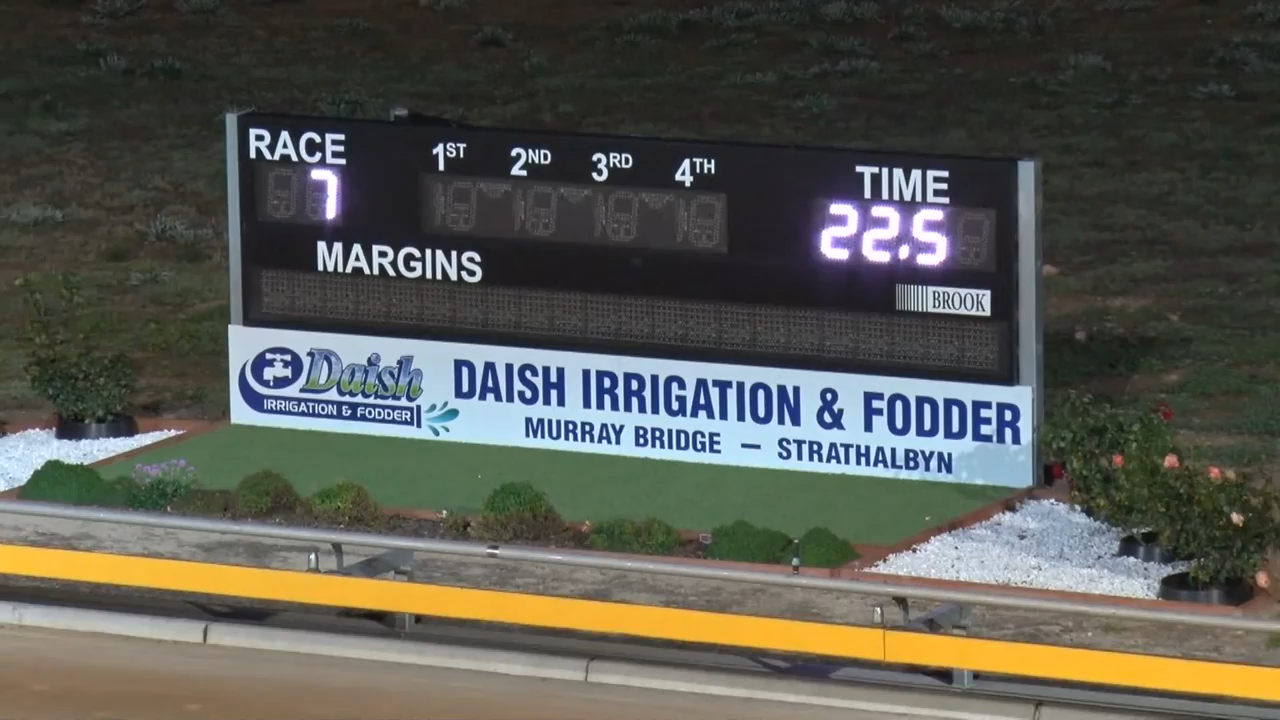 RACE 1ST 2ND 3RD 4TH TIME
7 22.5
MARGINS
BROOK
Daish
IRRIGATION & FODDER
DAISH IRRIGATION & FODDER
MURRAY BRIDGE – STRATHALBYN